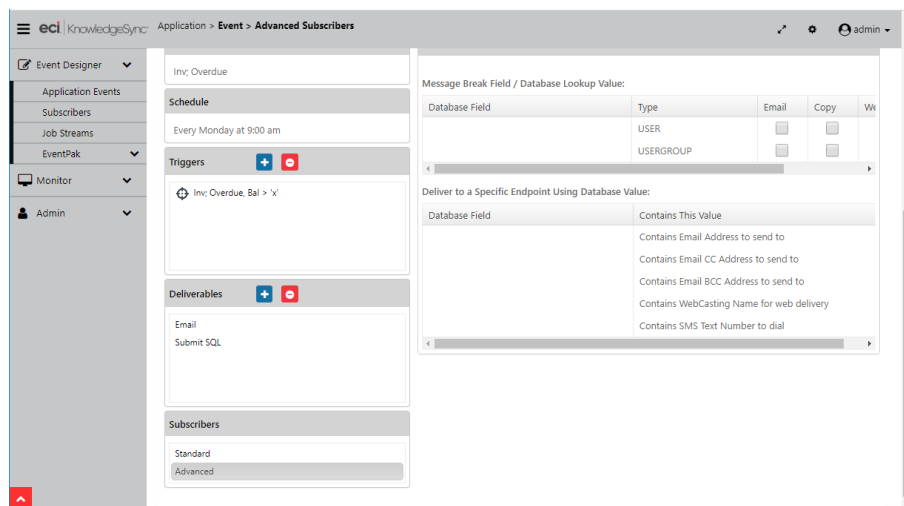 eci KnowledgeSync
Application > Event > Advanced Subscribers
admin
Event Designer
Application Events
Subscribers
Job Streams
EventPak
Monitor
Admin
Inv; Overdue
Schedule
Every Monday at 9:00 am
Triggers
Inv; Overdue, Bal > 'x'
Deliverables
Email
Submit SQL
Subscribers
Standard
Advanced
Message Break Field / Database Lookup Value:
Database Field Type Email Copy We
USER
USERGROUP
Deliver to a Specific Endpoint Using Database Value:
Database Field Contains This Value
Contains Email Address to send to
Contains Email CC Address to send to
Contains Email BCC Address to send to
Contains WebCasting Name for web delivery
Contains SMS Text Number to dial